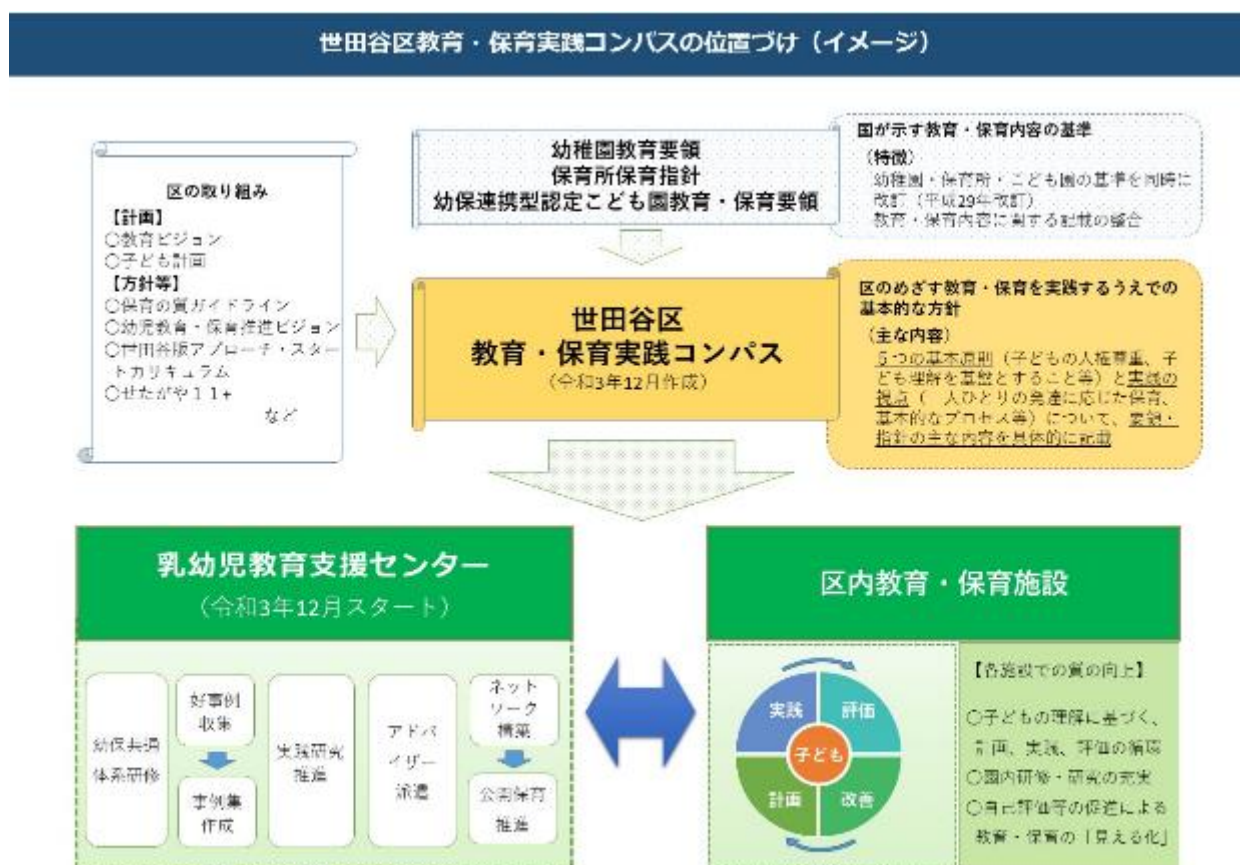 世田谷区教育・保育実践コンパスの位置づけ（イメージ）
区の取り組み
【計画】
○教育ビジョン
○子ども計画
【方針等】
○保育の質ガイドライン
○幼児教育・保育推進ビジョン
○世田谷版アプローチ・スター
トカリキュラム
○せたがや１１+
など
幼稚園教育要領
保育所保育指針
幼保連携型認定こども園教育・保育要領
国が示す教育・保育内容の基準
（特徴）
幼稚園・保育所・こども園の基準を同時に
改訂（平成29年改訂）
教育・保育内容に関する記載の整合
世田谷区
教育・保育実践コンパス
（令和3年12月作成）
区のめざす教育・保育を実践するうえでの
基本的な方針
（主な内容）
５つの基本原則（子どもの人権尊重、子
ども理解を基盤とすること等）と実践の
視点（一人ひとりの発達に応じた保育、
基本的なプロセス等）について、要領・
指針の主な内容を具体的に記載
乳幼児教育支援センター
（令和3年12月スタート）
幼保共通
体系研修
好事例
収集
事例集
作成
実践研究
推進
アドバ
イザー
派遣
ネット
ワーク
構築
公開保育
推進
区内教育・保育施設
実践
評価
子ども
計画
改善
【各施設での質の向上】
○子どもの理解に基づく、
計画、実践、評価の循環
○園内研修・研究の充実
○自己評価等の促進による
教育・保育の「見える化」